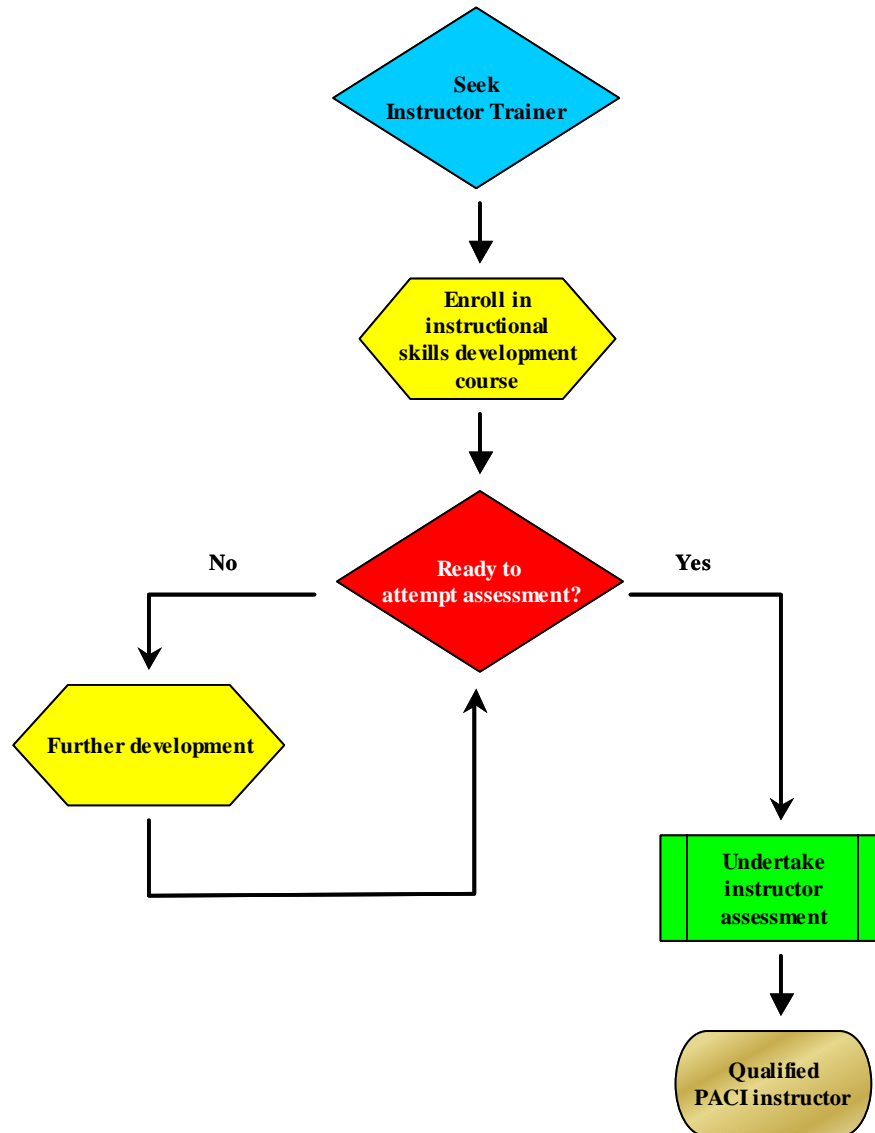 Seek
Instructor Trainer
Enroll in
instructional
skills development
course
No
Yes
Ready to
attempt assessment?
Further development
Undertake
instructor
assessment
Qualified
PACI instructor